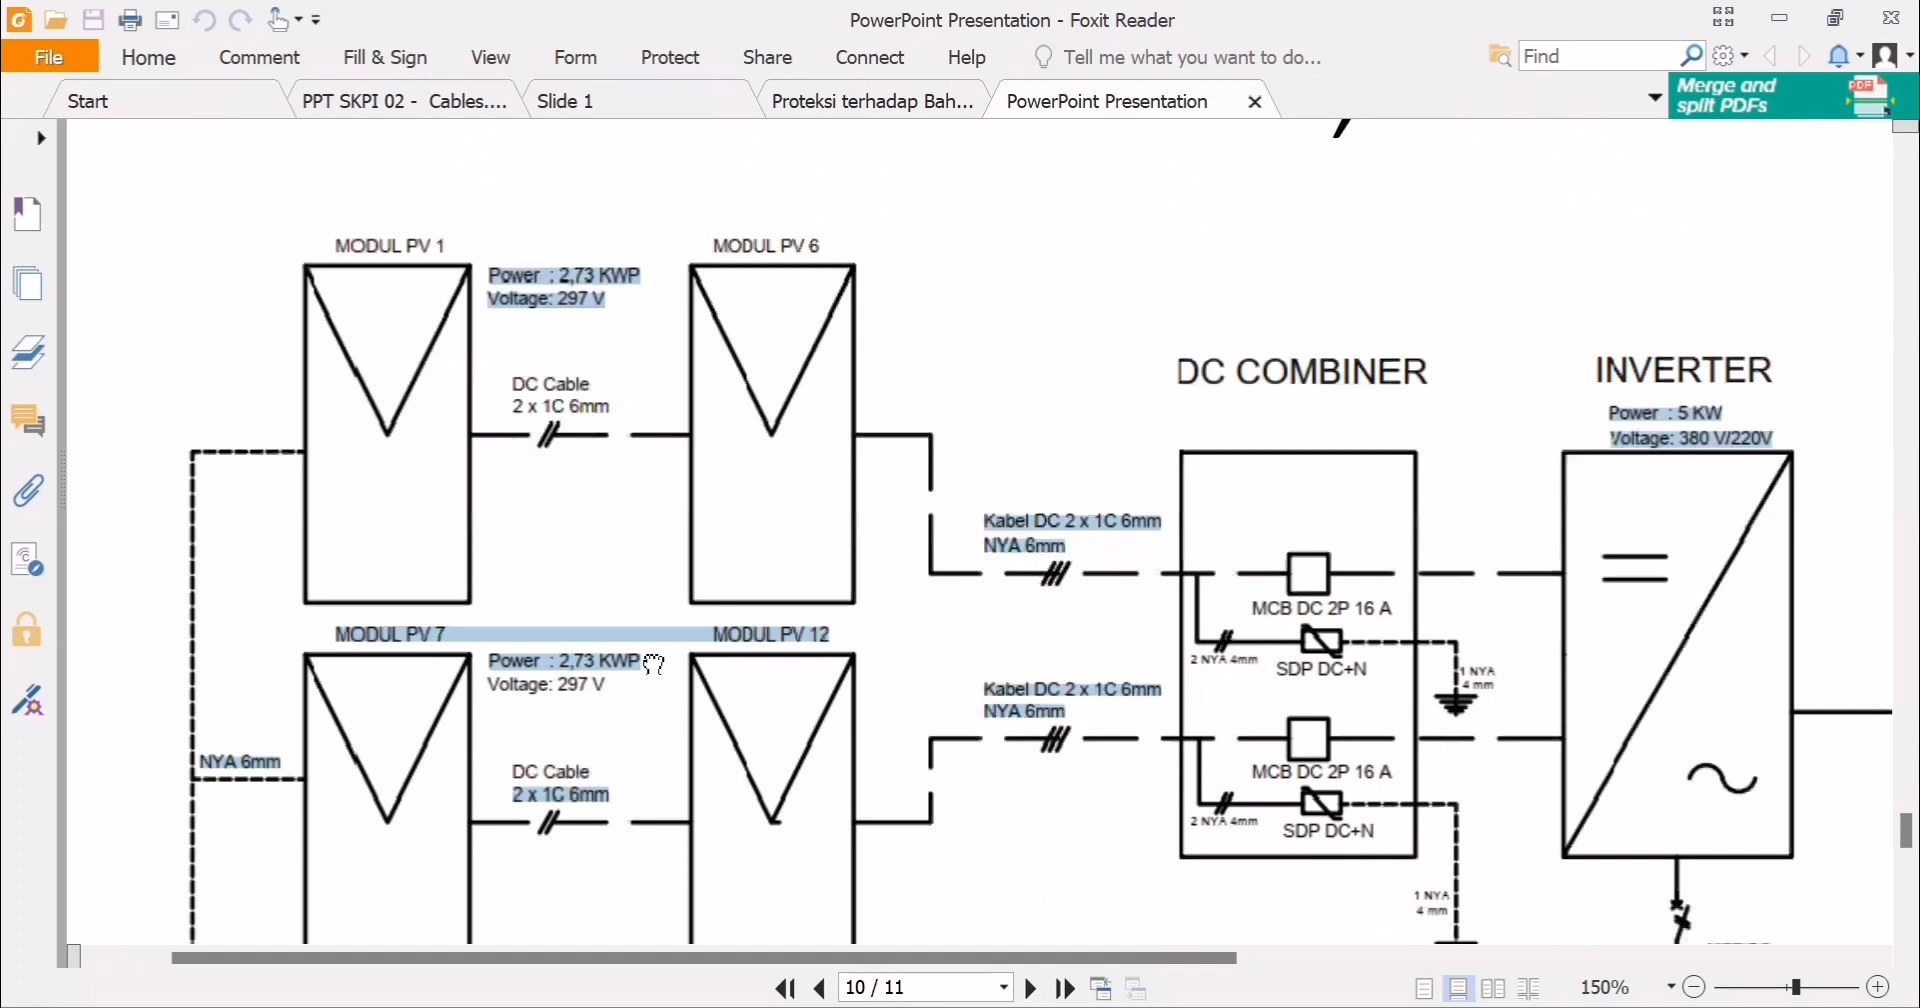 PowerPoint Presentation - Foxit Reader
File Home Comment Fill & Sign View Form Protect Share Connect Help Tell me what you want to do... Find
Start PPT SKPI 02 - Cables.... Slide 1 Proteksi terhadap Bah... PowerPoint Presentation
Merge and
split PDFs
PDF
MODUL PV 1
MODUL PV 6
Power : 2,73 KWP
Voltage: 297 V
DC Cable
2 x 1C 6mm
DC COMBINER
INVERTER
Power : 5 KW
Voltage: 380 V/220V
Kabel DC 2 x 1C 6mm
NYA 6mm
MCB DC 2P 16 A
2 NYA 4mm
SDP DC+N
1 NYA
4 mm
MODUL PV 7
MODUL PV 12
Power : 2,73 KWP
Voltage: 297 V
Kabel DC 2 x 1C 6mm
NYA 6mm
NYA 6mm
DC Cable
2 x 1C 6mm
MCB DC 2P 16 A
2 NYA 4mm
SDP DC+N
1 NYA
4 mm
10 / 11
150%